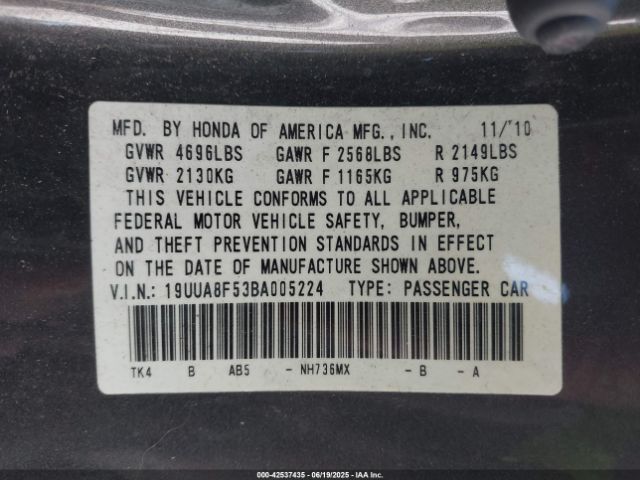 MFD. BY HONDA OF AMERICA MFG., INC. 11/10
GVWR 4696LBS GAWR F 2568LBS R 2149LBS
GVWR 2130KG GAWR F 1165KG R 975KG
THIS VEHICLE CONFORMS TO ALL APPLICABLE
FEDERAL MOTOR VEHICLE SAFETY, BUMPER,
AND THEFT PREVENTION STANDARDS IN EFFECT
ON THE DATE OF MANUFACTURE SHOWN ABOVE.
V.I.N.: 19UUA8F53BA005224 TYPE: PASSENGER CAR
TK4 B AB5 - NH736MX - B - A
000-42537435 - 06/19/2025 - IAA Inc.